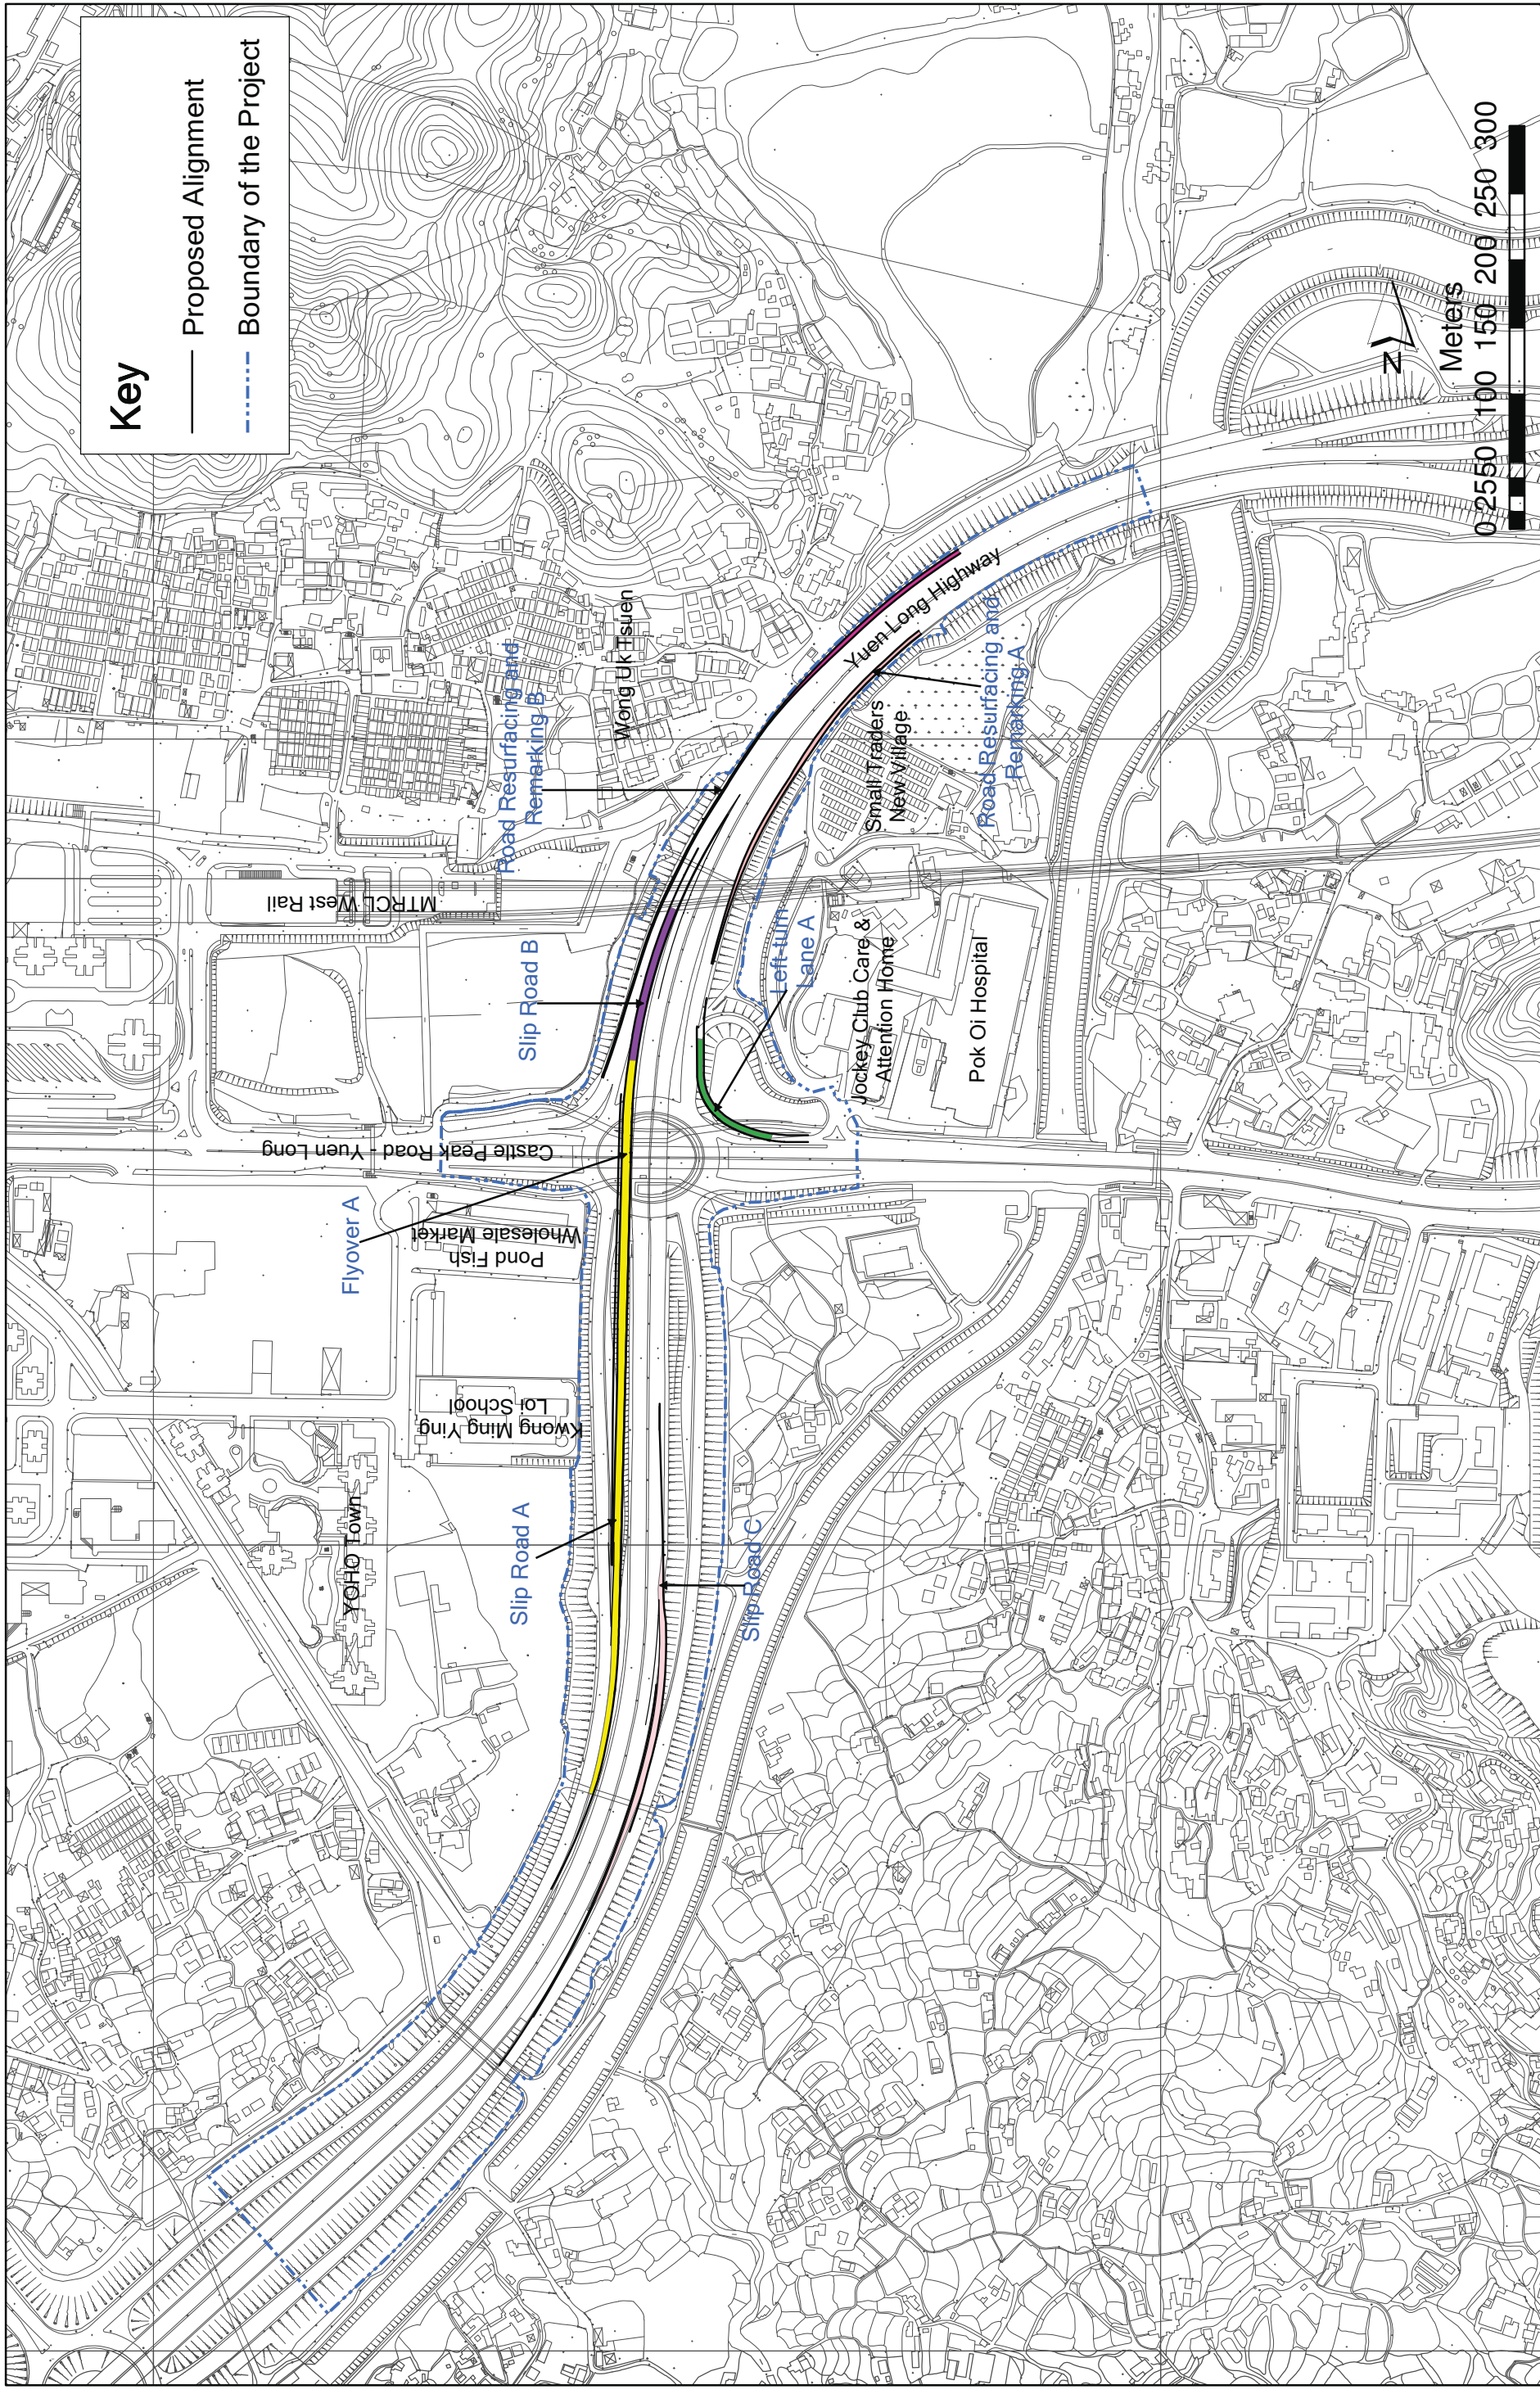 Key
Proposed Alignment
Boundary of the Project
Road Resurfacing and
Remarking B
Wong Uk Tsuen
Yuen Long Highway
Small Traders
New Village
Road Resurfacing and
Remarking A
MTRCL West Rail
Slip Road B
Left-turn
Lane A
Jockey Club Care &
Attention Home
Pok Oi Hospital
Castle Peak Road - Yuen Long
Flyover A
Pond Fish
Wholesale Market
Kwong Ming Ying
Loi School
YOHO Town
Slip Road A
Slip Road C
N
Meters
0 25 50 100 150 200 250 300